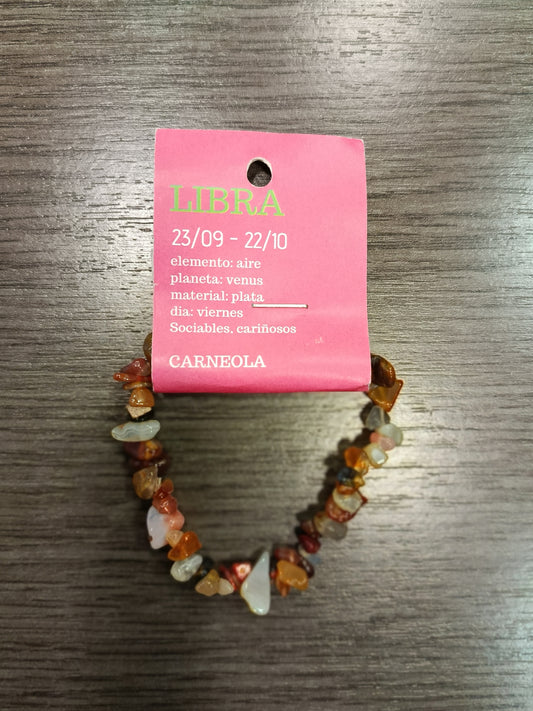 LIBRA
23/09 - 22/10
elemento: aire
planeta: venus
material: plata
dia: viernes
Sociables, cariñosos
CARNEOLA